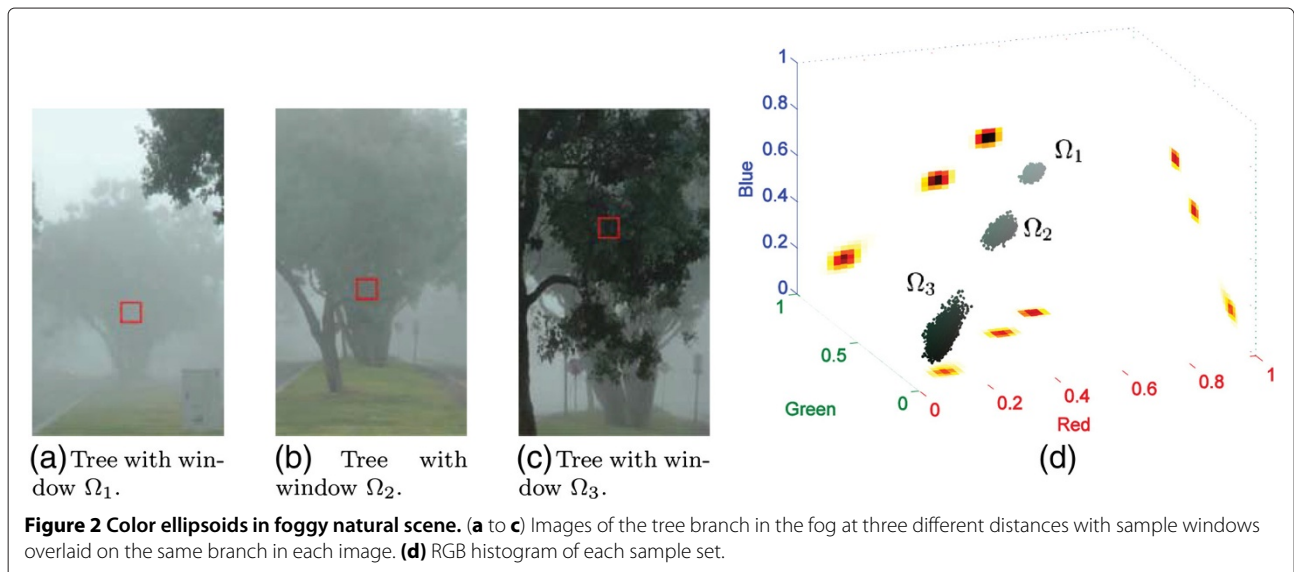 (a) Tree with win-
dow Ω₁.
(b) Tree with
window Ω₂.
(c) Tree with win-
dow Ω₃.
1
0.8
0.6
0.4
0.2
0
Blue
1
0.5
0
Green
0
0.2
0.4
0.6
0.8
1
Red
Ω₁
Ω₂
Ω₃
(d)
Figure 2 Color ellipsoids in foggy natural scene. (a to c) Images of the tree branch in the fog at three different distances with sample windows
overlaid on the same branch in each image. (d) RGB histogram of each sample set.